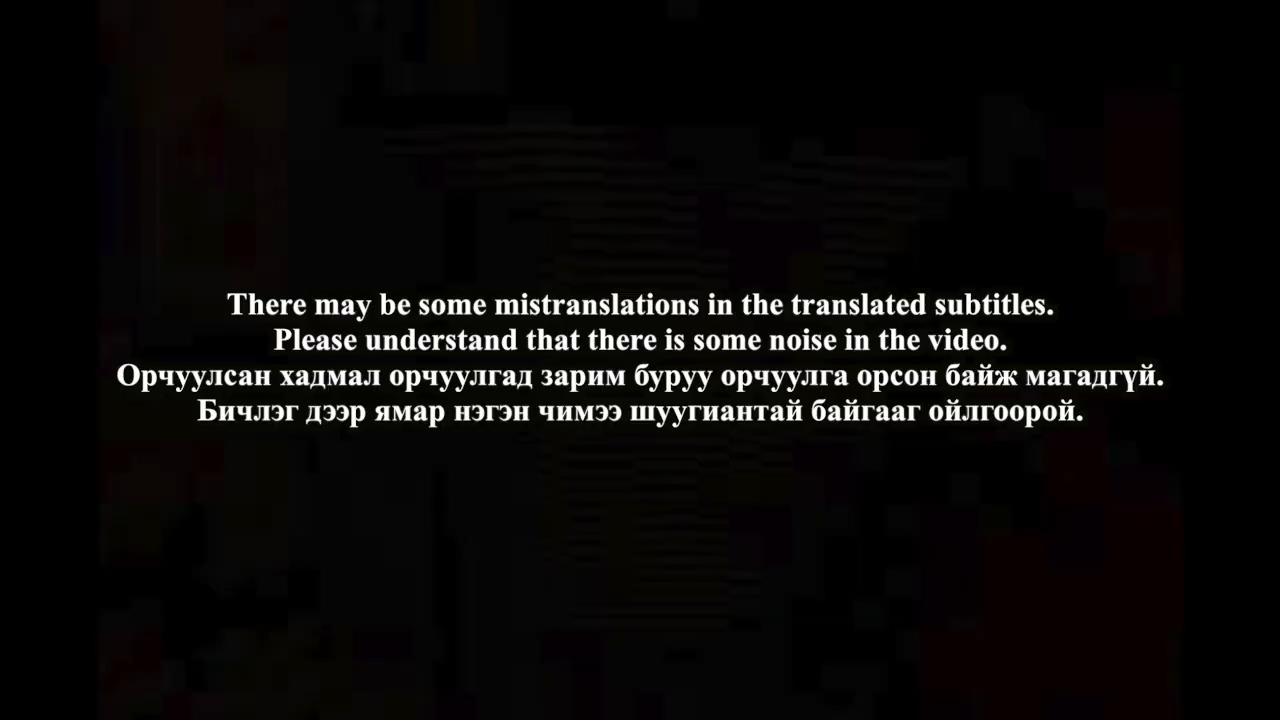 There may be some mistranslations in the translated subtitles.
Please understand that there is some noise in the video.
Орчуулсан хадмал орчуулгад зарим буруу орчуулга орсон байж магадгүй.
Бичлэг дээр ямар нэгэн чимээ шуугиантай байгааг ойлгоорой.